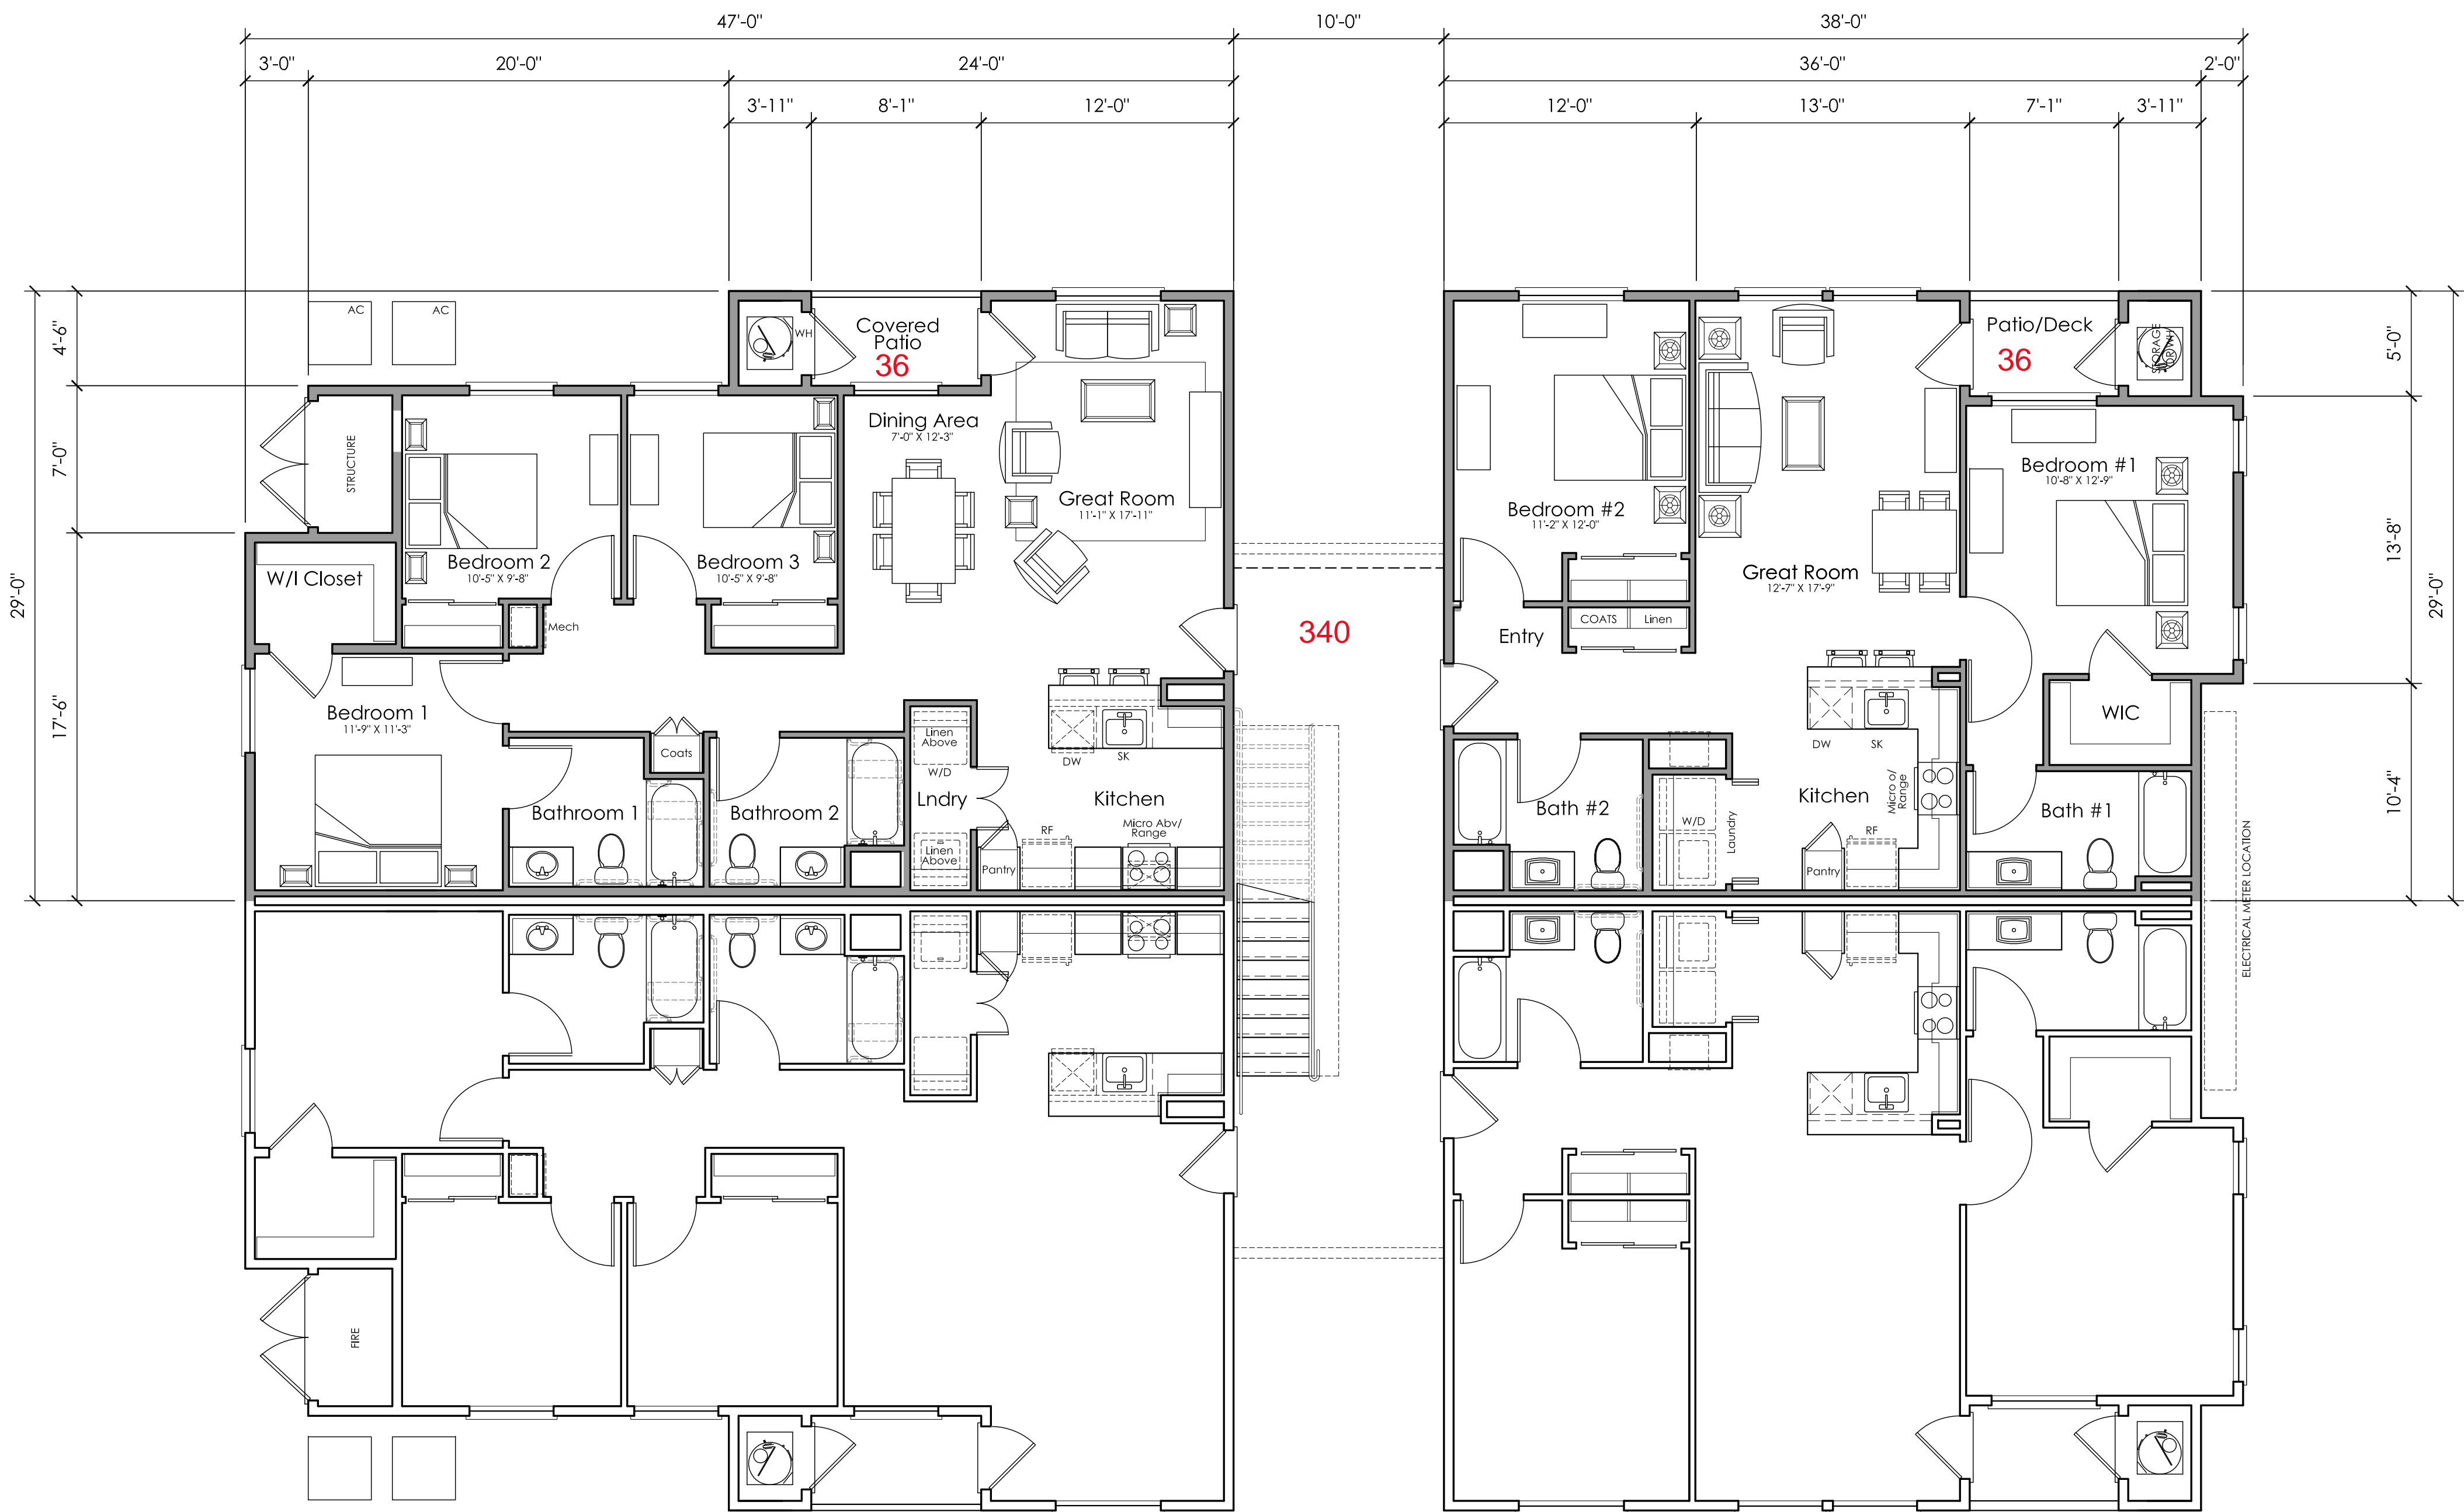 47'-0"
10'-0"
38'-0"
3'-0"
20'-0"
24'-0"
36'-0"
2'-0"
3'-11"
8'-1"
12'-0"
12'-0"
13'-0"
7'-1"
3'-11"
29'-0"
4'-6"
7'-0"
17'-6"
AC
AC
WH
Covered
Patio
36
STRUCTURE
Dining Area
7'-0" X 12'-3"
Great Room
11'-1" X 17'-11"
Bedroom 2
10'-5" X 9'-8"
Bedroom 3
10'-5" X 9'-8"
W/I Closet
Mech
Bedroom 1
11'-9" X 11'-3"
Coats
Bathroom 1
Bathroom 2
Linen
Above
W/D
Lndry
Linen
Above
DW
SK
Kitchen
Micro Abv/
Range
RF
Pantry
FIRE
340
Patio/Deck
36
STORAGE
Bedroom #2
11'-2" X 12'-0"
Great Room
12'-7" X 17'-9"
Bedroom #1
10'-8" X 12'-9"
Entry
COATS
Linen
WIC
DW
SK
Bath #2
W/D
Laundry
Kitchen
Micro o/
Range
RF
Pantry
Bath #1
ELECTRICAL METER LOCATION
5'-0"
13'-8"
10'-4"
29'-0"